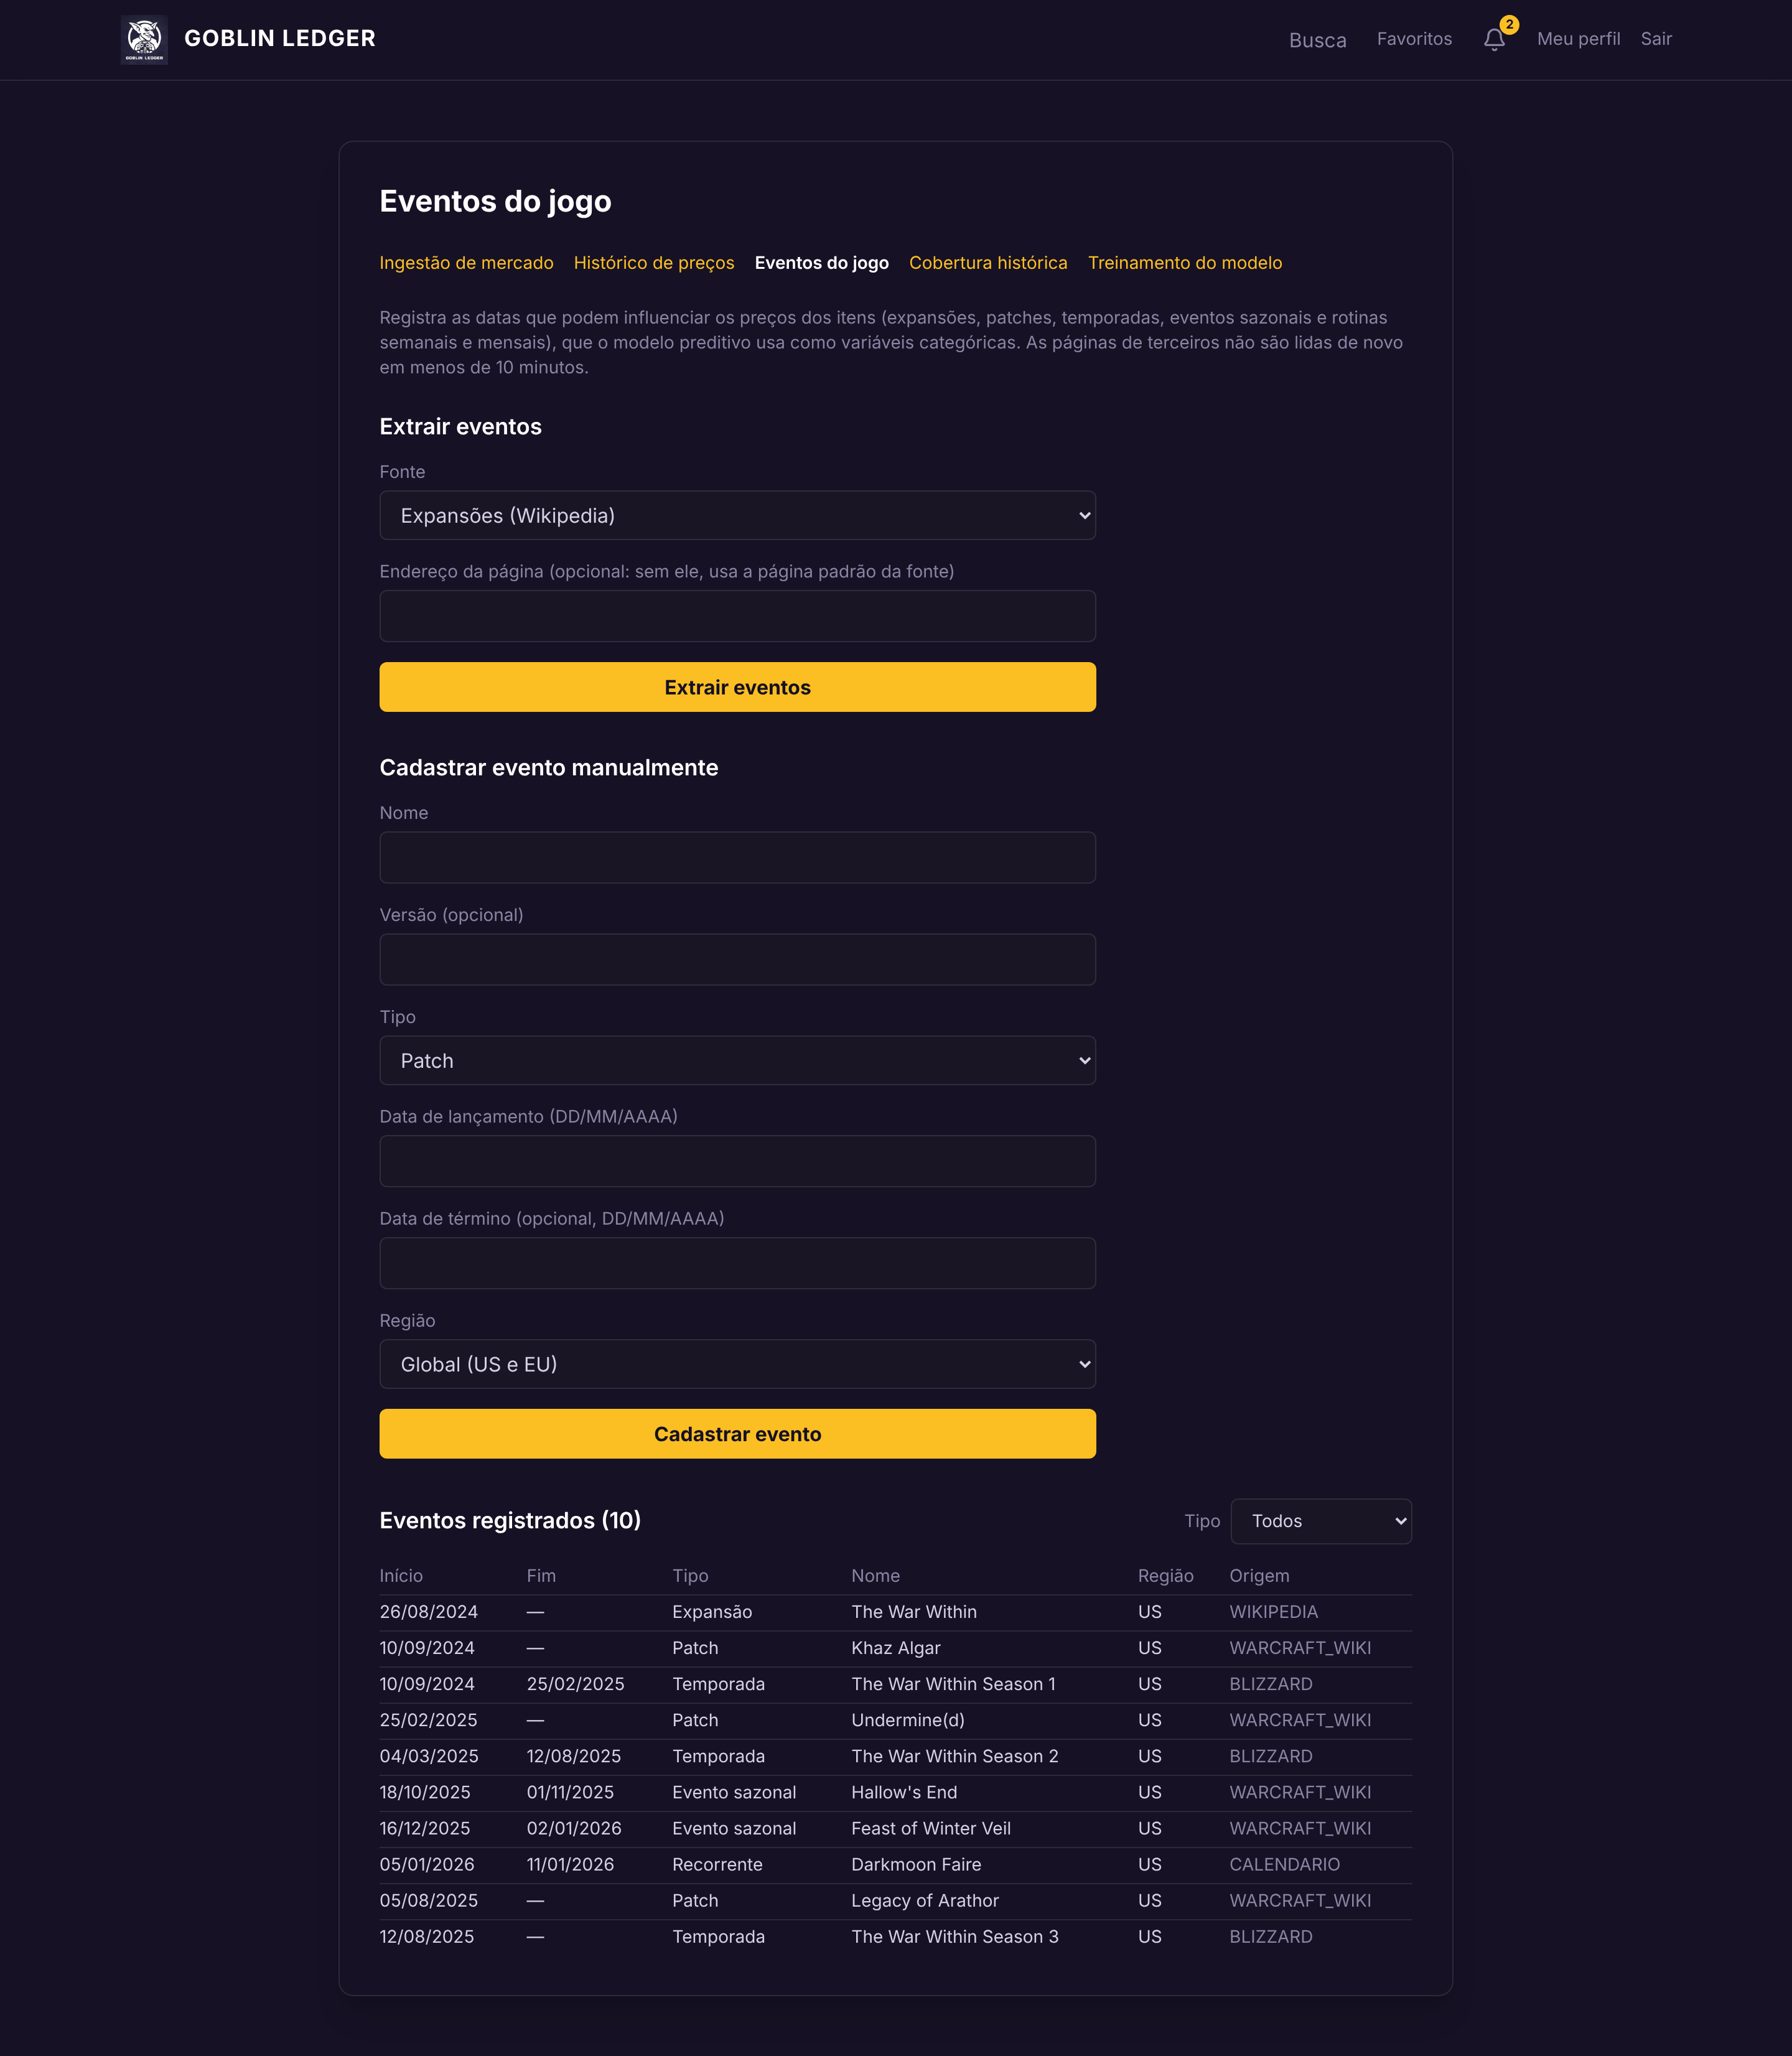 GOBLIN LEDGER
GOBLIN LEDGER
Busca
Favoritos
2
Meu perfil
Sair
Eventos do jogo
Ingestão de mercado Histórico de preços Eventos do jogo Cobertura histórica Treinamento do modelo
Registra as datas que podem influenciar os preços dos itens (expansões, patches, temporadas, eventos sazonais e rotinas
semanais e mensais), que o modelo preditivo usa como variáveis categóricas. As páginas de terceiros não são lidas de novo
em menos de 10 minutos.
Extrair eventos
Fonte
Expansões (Wikipedia)
Endereço da página (opcional: sem ele, usa a página padrão da fonte)
Extrair eventos
Cadastrar evento manualmente
Nome
Versão (opcional)
Tipo
Patch
Data de lançamento (DD/MM/AAAA)
Data de término (opcional, DD/MM/AAAA)
Região
Global (US e EU)
Cadastrar evento
Eventos registrados (10)
Tipo Todos
Início Fim Tipo Nome Região Origem
26/08/2024 — Expansão The War Within US WIKIPEDIA
10/09/2024 — Patch Khaz Algar US WARCRAFT_WIKI
10/09/2024 25/02/2025 Temporada The War Within Season 1 US BLIZZARD
25/02/2025 — Patch Undermine(d) US WARCRAFT_WIKI
04/03/2025 12/08/2025 Temporada The War Within Season 2 US BLIZZARD
18/10/2025 01/11/2025 Evento sazonal Hallow's End US WARCRAFT_WIKI
16/12/2025 02/01/2026 Evento sazonal Feast of Winter Veil US WARCRAFT_WIKI
05/01/2026 11/01/2026 Recorrente Darkmoon Faire US CALENDARIO
05/08/2025 — Patch Legacy of Arathor US WARCRAFT_WIKI
12/08/2025 — Temporada The War Within Season 3 US BLIZZARD